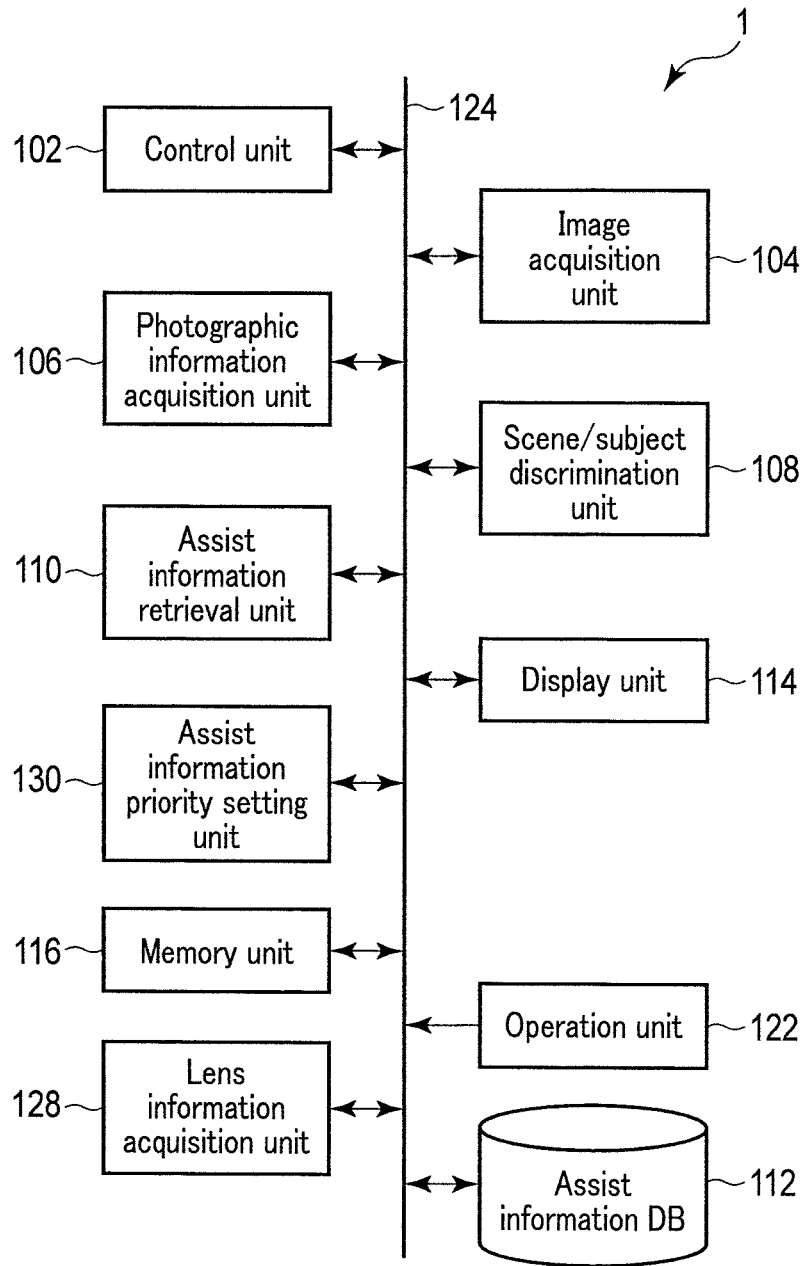 1
124
102
Control unit
Image
acquisition
unit
104
106
Photographic
information
acquisition unit
Scene/subject
discrimination
unit
108
110
Assist
information
retrieval unit
Display unit
114
130
Assist
information
priority setting
unit
116
Memory unit
Operation unit
122
128
Lens
information
acquisition unit
Assist
information DB
112